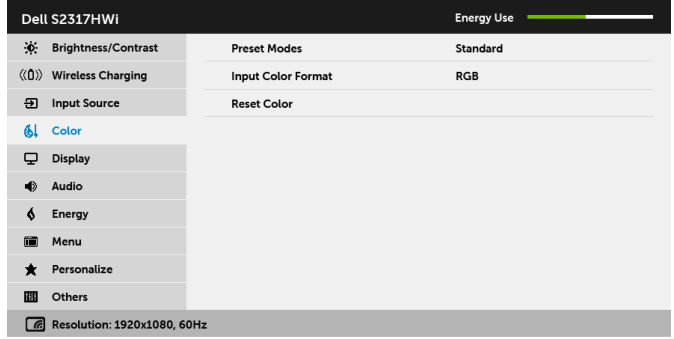 Dell S2317HWi Energy Use
Brightness/Contrast Preset Modes Standard
Wireless Charging Input Color Format RGB
Input Source Reset Color
Color
Display
Audio
Energy
Menu
Personalize
Others
Resolution: 1920x1080, 60Hz